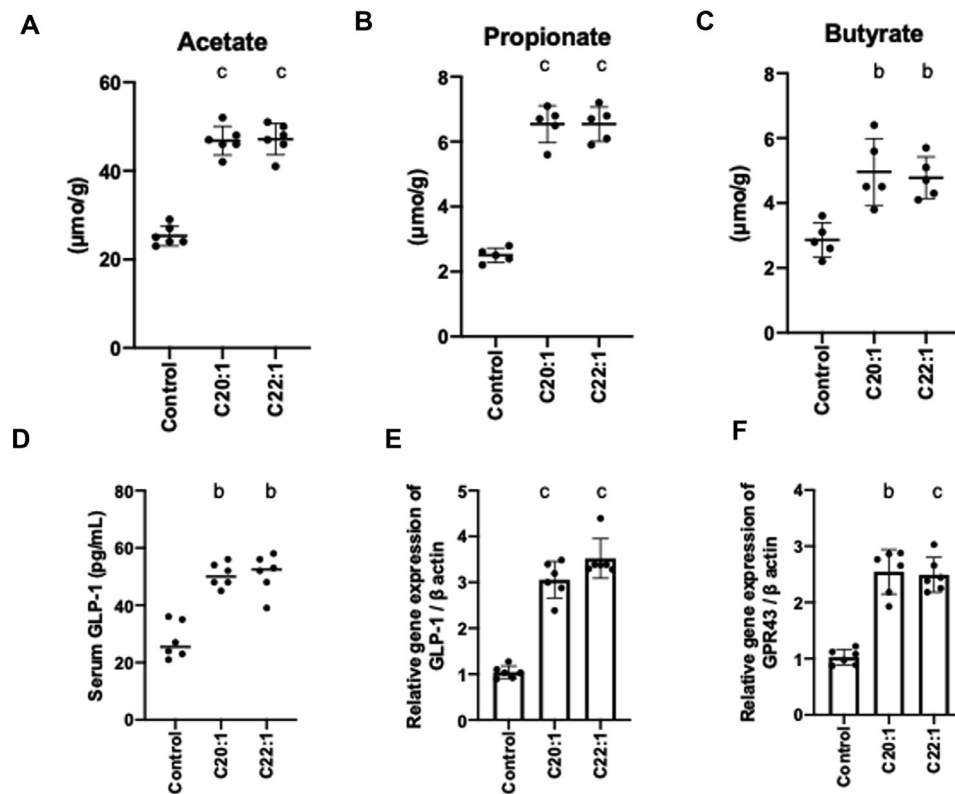 A
Acetate
c c
(μmo/g)
60
40
20
0
Control
C20:1
C22:1
B
Propionate
c c
(μmo/g)
8
6
4
2
0
Control
C20:1
C22:1
C
Butyrate
b b
(μmo/g)
8
6
4
2
0
Control
C20:1
C22:1
D
b b
Serum GLP-1 (pg/mL)
80
60
40
20
0
Control
C20:1
C22:1
E
c c
Relative gene expression of
GLP-1 / β actin
5
4
3
2
1
0
Control
C20:1
C22:1
F
b c
Relative gene expression of
GPR43 / β actin
4
3
2
1
0
Control
C20:1
C22:1